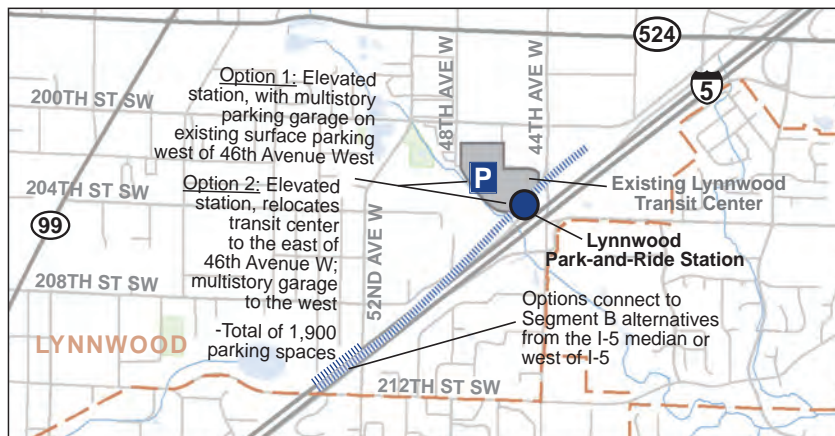 524
5
48TH AVE W
44TH AVE W
Option 1: Elevated
station, with multistory
parking garage on
existing surface parking
west of 46th Avenue West
200TH ST SW
P
Existing Lynnwood
Transit Center
Option 2: Elevated
station, relocates
transit center
to the east of
46th Avenue W;
multistory garage
to the west
204TH ST SW
99
52ND AVE W
Lynnwood
Park-and-Ride Station
208TH ST SW
-Total of 1,900
parking spaces
Options connect to
Segment B alternatives
from the I-5 median or
west of I-5
LYNNWOOD
212TH ST SW